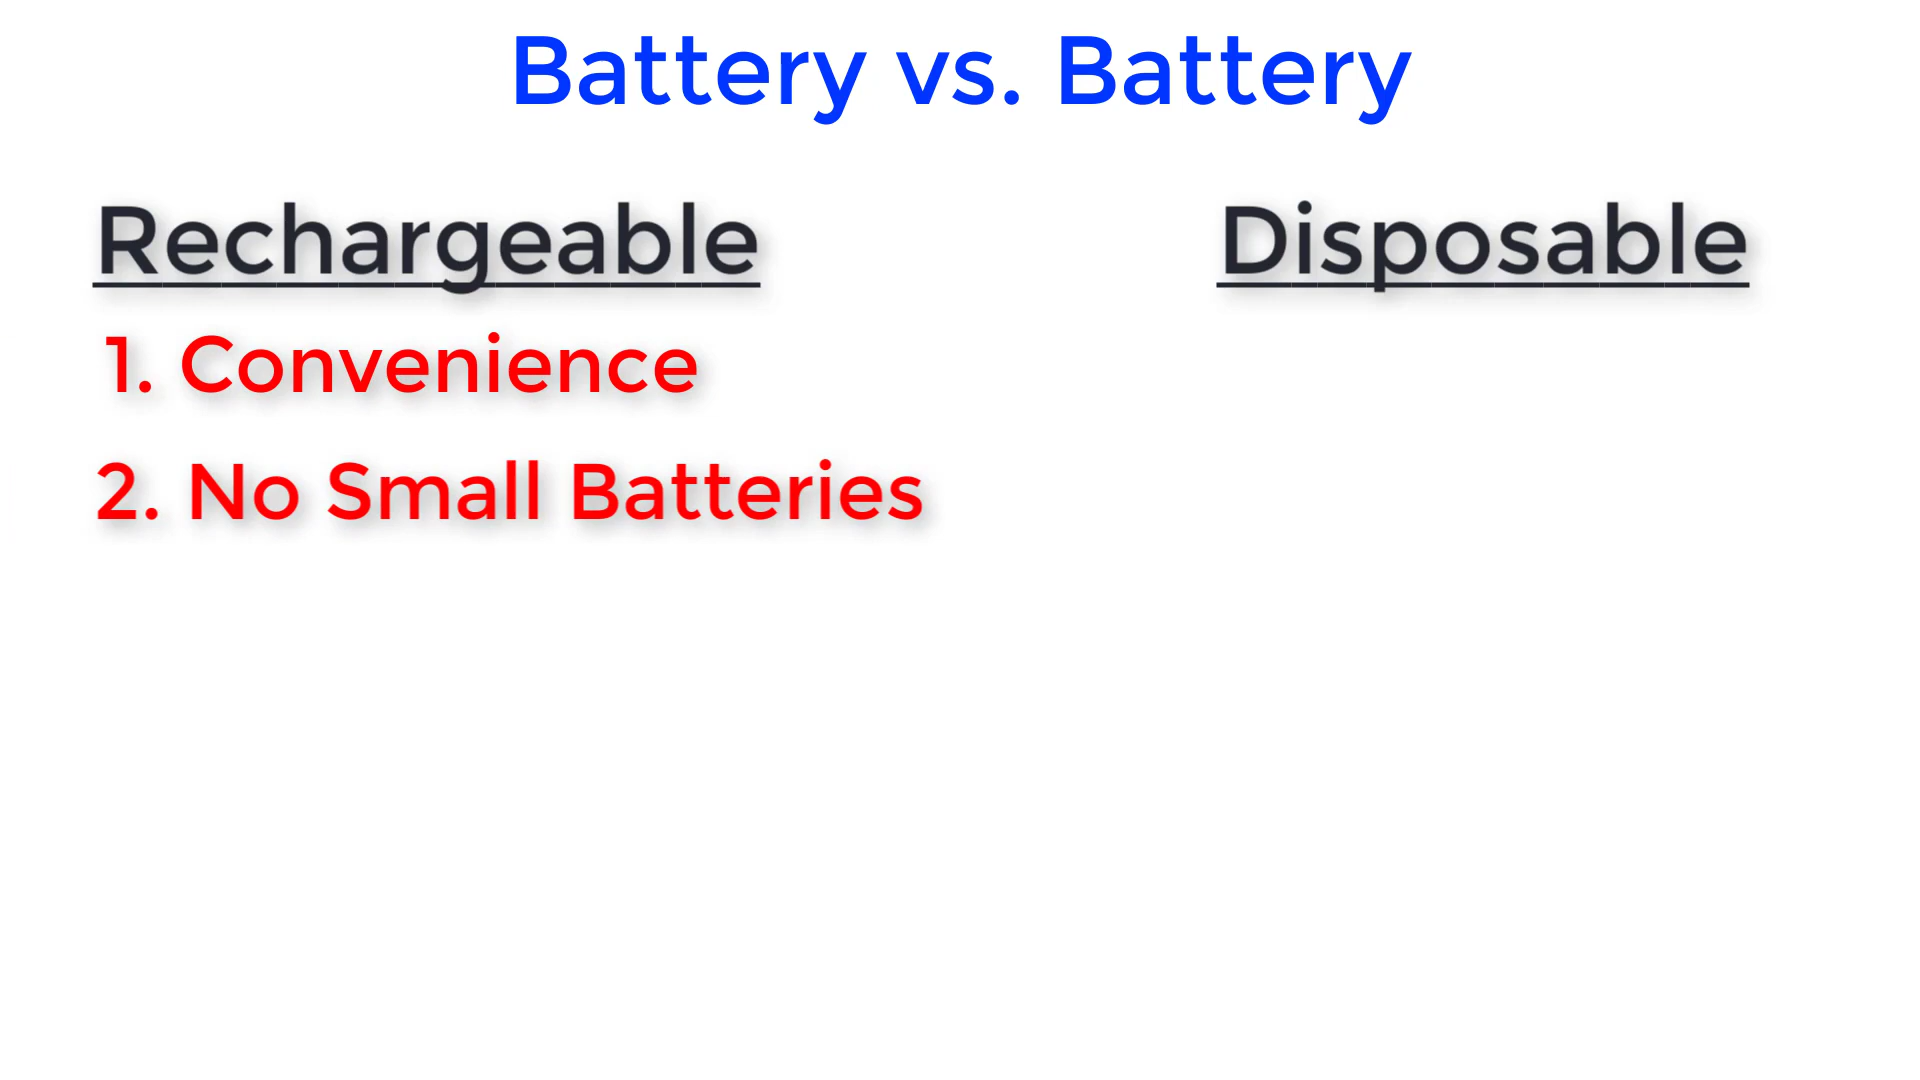 Battery vs. Battery
Rechargeable
Disposable
1. Convenience
2. No Small Batteries